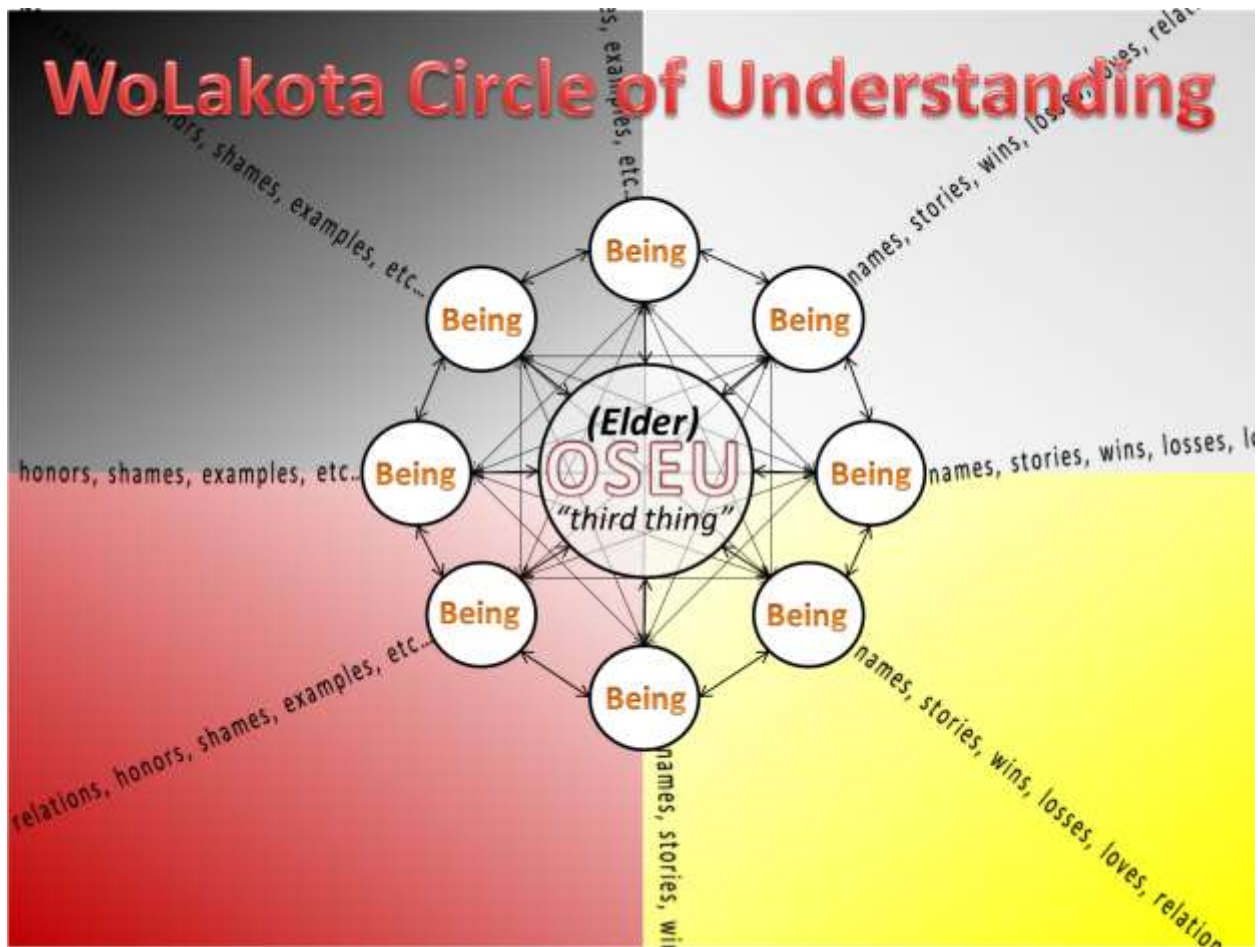 WoLakota Circle of Understanding
relations, honors, shames, examples, etc…
examples, etc…
names, stories, wins, losses, loves,
Being
Being
Being
(Elder)
OSEU
"third thing"
honors, shames, examples, etc…
Being
Being
names, stories, wins, losses,
Being
Being
relations, honors, shames, examples, etc…
Being
names, stories, wins, losses, loves, relation
names, stories,